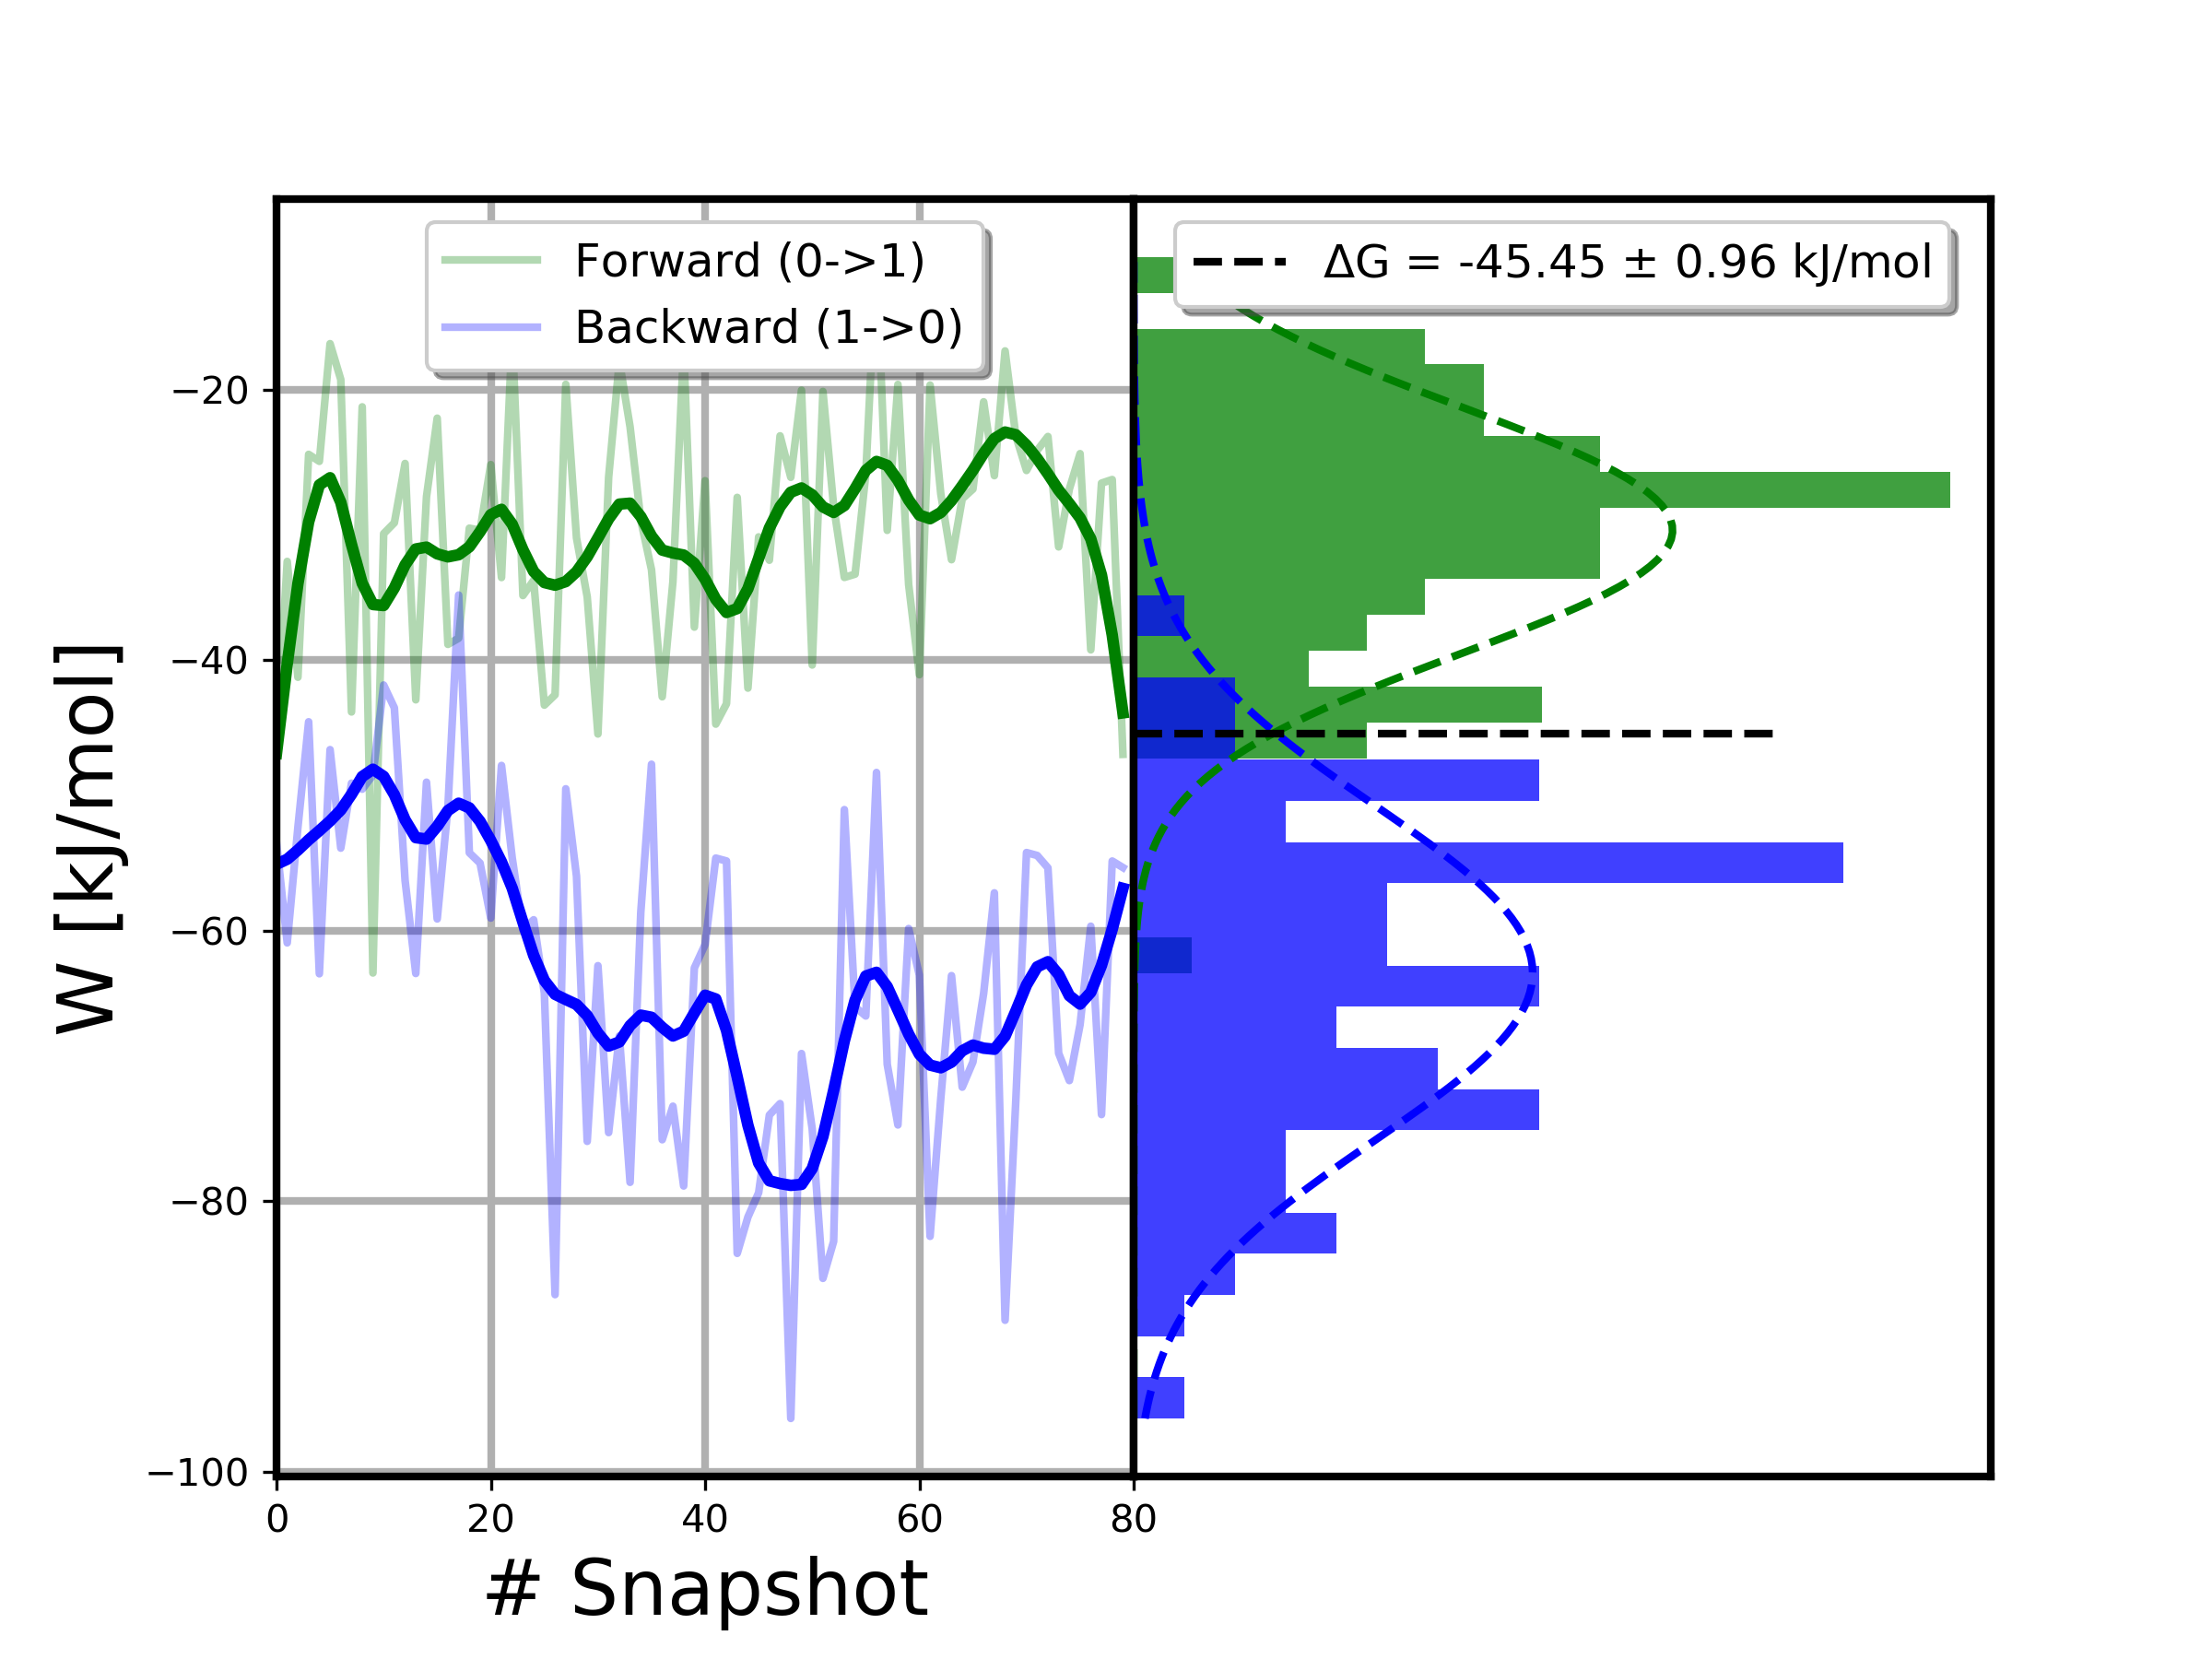 Forward (0->1)
Backward (1->0)
ΔG = -45.45 ± 0.96 kJ/mol
W [kJ/mol]
−20
−40
−60
−80
−100
0 20 40 60 80
# Snapshot